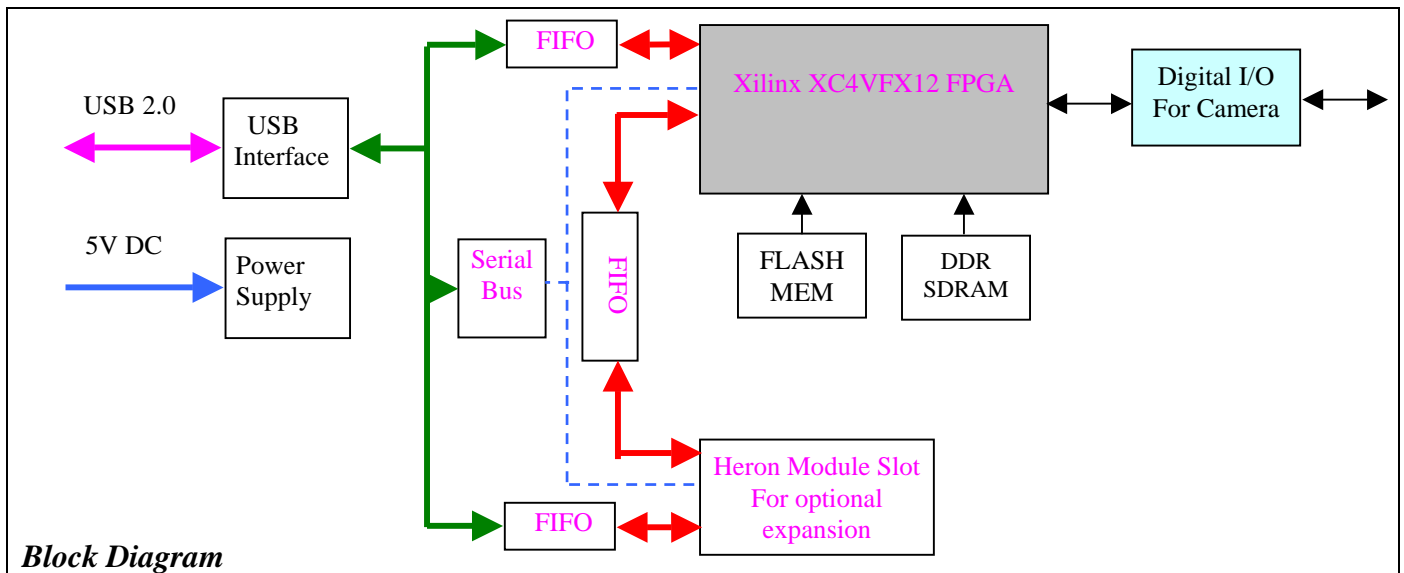 FIFO
Xilinx XC4VFX12 FPGA
Digital I/O
For Camera
USB 2.0
USB
Interface
5V DC
Power
Supply
Serial
Bus
FIFO
FLASH
MEM
DDR
SDRAM
Heron Module Slot
For optional
expansion
FIFO
Block Diagram